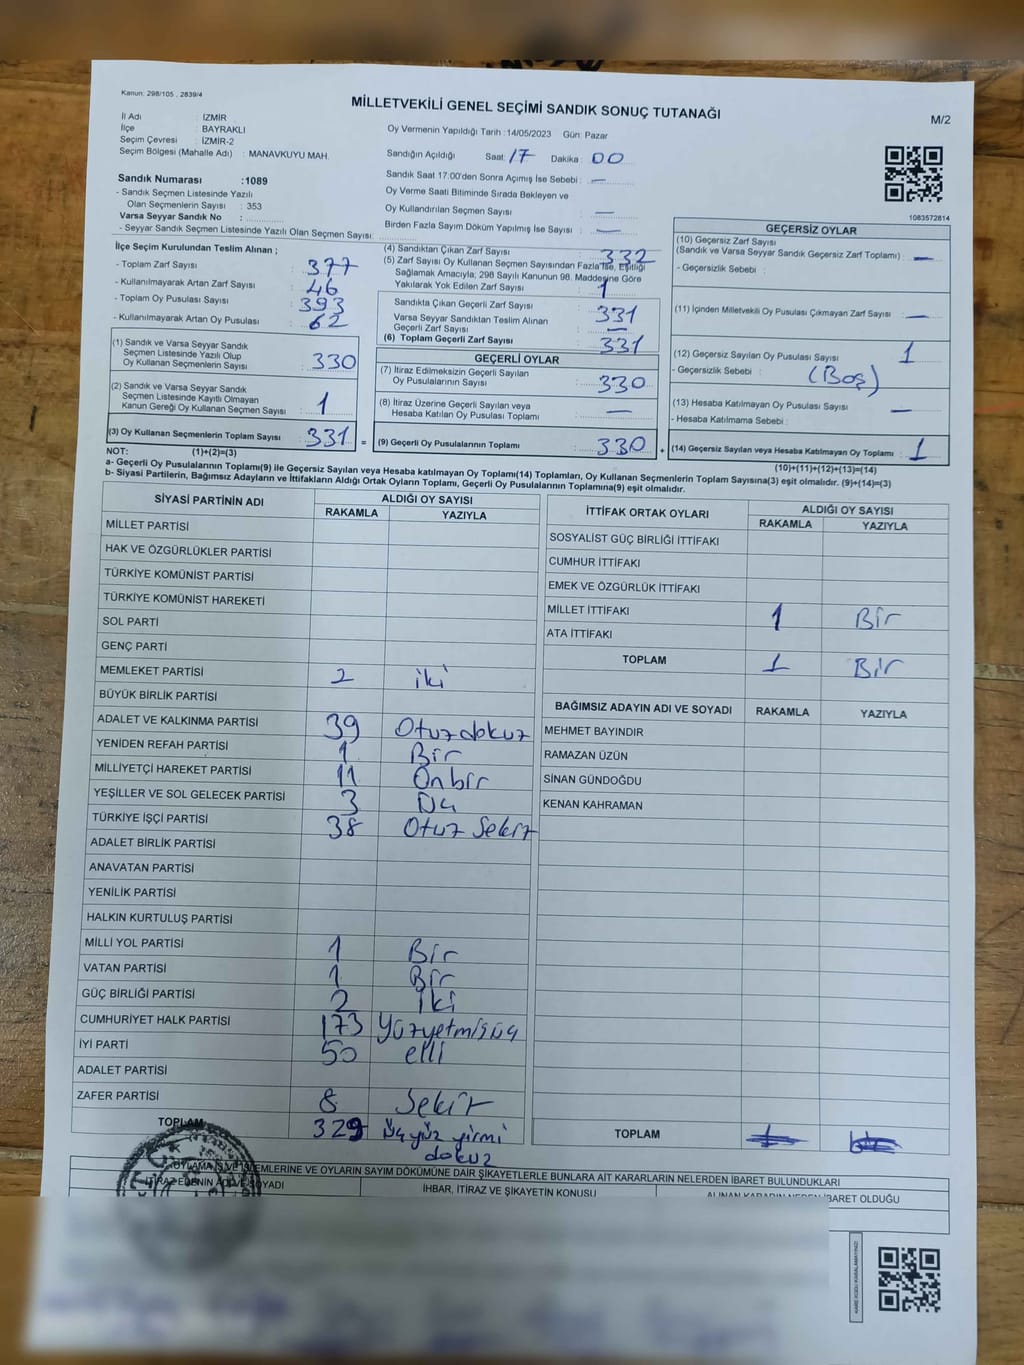 Kanun: 298/105 , 2839/4
MİLLETVEKİLİ GENEL SEÇİMİ SANDIK SONUÇ TUTANAĞI
M/2
İl Adı : İZMİR
İlçe : BAYRAKLI
Seçim Çevresi : İZMİR-2
Seçim Bölgesi (Mahalle Adı) : MANAVKUYU MAH.
Oy Vermenin Yapıldığı Tarih : 14/05/2023 Gün: Pazar
Sandığın Açıldığı Saat: 17 Dakika : 00
Sandık Saat 17:00'den Sonra Açılmış İse Sebebi : —
Oy Verme Saati Bitiminde Sırada Bekleyen ve
Oy Kullandırılan Seçmen Sayısı : —
Birden Fazla Sayım Döküm Yapılmış İse Sayısı : —
Sandık Numarası :1089
- Sandık Seçmen Listesinde Yazılı
Olan Seçmenlerin Sayısı : 353
Varsa Seyyar Sandık No :
- Seyyar Sandık Seçmen Listesinde Yazılı Olan Seçmen Sayısı:
1083572814
İlçe Seçim Kurulundan Teslim Alınan ;
- Toplam Zarf Sayısı : 377
- Kullanılmayarak Artan Zarf Sayısı : 46
- Toplam Oy Pusulası Sayısı : 393
- Kullanılmayarak Artan Oy Pusulası : 62
(1) Sandık ve Varsa Seyyar Sandık
Seçmen Listesinde Yazılı Olup
Oy Kullanan Seçmenlerin Sayısı : 330
(2) Sandık ve Varsa Seyyar Sandık
Seçmen Listesinde Kayıtlı Olmayan
Kanun Gereği Oy Kullanan Seçmen Sayısı : 1
(3) Oy Kullanan Seçmenlerin Toplam Sayısı : 331 =
(4) Sandıktan Çıkan Zarf Sayısı : 332
(5) Zarf Sayısı Oy Kullanan Seçmen Sayısından Fazla İse, Eşitliği
Sağlamak Amacıyla; 298 Sayılı Kanunun 98. Maddesine Göre
Yakılarak Yok Edilen Zarf Sayısı : 1
Sandıkta Çıkan Geçerli Zarf Sayısı : 331
Varsa Seyyar Sandıktan Teslim Alınan
Geçerli Zarf Sayısı : —
(6) Toplam Geçerli Zarf Sayısı : 331
GEÇERLİ OYLAR
(7) İtiraz Edilmeksizin Geçerli Sayılan
Oy Pusulalarının Sayısı : 330
(8) İtiraz Üzerine Geçerli Sayılan veya
Hesaba Katılan Oy Pusulası Toplamı : —
(9) Geçerli Oy Pusulalarının Toplamı : 330 +
GEÇERSİZ OYLAR
(10) Geçersiz Zarf Sayısı
(Sandık ve Varsa Seyyar Sandık Geçersiz Zarf Toplamı) : —
- Geçersizlik Sebebi :
(11) İçinden Milletvekili Oy Pusulası Çıkmayan Zarf Sayısı : —
(12) Geçersiz Sayılan Oy Pusulası Sayısı : 1
- Geçersizlik Sebebi : (Boş)
(13) Hesaba Katılmayan Oy Pusulası Sayısı : —
- Hesaba Katılmama Sebebi :
(14) Geçersiz Sayılan veya Hesaba Katılmayan Oy Toplamı : 1
NOT: (1)+(2)=(3) (10)+(11)+(12)+(13)=(14)
a- Geçerli Oy Pusulalarının Toplamı(9) ile Geçersiz Sayılan veya Hesaba katılmayan Oy Toplamı(14) Toplamları, Oy Kullanan Seçmenlerin Toplam Sayısına(3) eşit olmalıdır. (9)+(14)=(3)
b- Siyasi Partilerin, Bağımsız Adayların ve İttifakların Aldığı Ortak Oyların Toplamı, Geçerli Oy Pusulalarının Toplamına(9) eşit olmalıdır.
SİYASİ PARTİNİN ADI ALDIĞI OY SAYISI
RAKAMLA YAZIYLA
MİLLET PARTİSİ
HAK VE ÖZGÜRLÜKLER PARTİSİ
TÜRKİYE KOMÜNİST PARTİSİ
TÜRKİYE KOMÜNİST HAREKETİ
SOL PARTİ
GENÇ PARTİ
MEMLEKET PARTİSİ 2 iki
BÜYÜK BİRLİK PARTİSİ
ADALET VE KALKINMA PARTİSİ 39 Otuzdokuz
YENİDEN REFAH PARTİSİ 1 Bir
MİLLİYETÇİ HAREKET PARTİSİ 11 Onbir
YEŞİLLER VE SOL GELECEK PARTİSİ 3 Üç
TÜRKİYE İŞÇİ PARTİSİ 38 Otuz Sekiz
ADALET BİRLİK PARTİSİ
ANAVATAN PARTİSİ
YENİLİK PARTİSİ
HALKIN KURTULUŞ PARTİSİ
MİLLİ YOL PARTİSİ 1 Bir
VATAN PARTİSİ 1 Bir
GÜÇ BİRLİĞİ PARTİSİ 2 İki
CUMHURİYET HALK PARTİSİ 173 Yüzyetmişüç
İYİ PARTİ 50 elli
ADALET PARTİSİ
ZAFER PARTİSİ 8 Sekiz
TOPLAM 329 Üçyüz yirmi
dokuz
İTTİFAK ORTAK OYLARI ALDIĞI OY SAYISI
RAKAMLA YAZIYLA
SOSYALİST GÜÇ BİRLİĞİ İTTİFAKI
CUMHUR İTTİFAKI
EMEK VE ÖZGÜRLÜK İTTİFAKI
MİLLET İTTİFAKI 1 Bir
ATA İTTİFAKI
TOPLAM 1 Bir
BAĞIMSIZ ADAYIN ADI VE SOYADI RAKAMLA YAZIYLA
MEHMET BAYINDIR
RAMAZAN ÜZÜN
SİNAN GÜNDOĞDU
KENAN KAHRAMAN
TOPLAM
OYLAMA İŞ VE İŞLEMLERİNE VE OYLARIN SAYIM DÖKÜMÜNE DAİR ŞİKAYETLERLE BUNLARA AİT KARARLARIN NELERDEN İBARET BULUNDUKLARI
İTİRAZ EDENİN ADI VE SOYADI İHBAR, İTİRAZ VE ŞİKAYETİN KONUSU ALINAN KARARIN NEDEN İBARET OLDUĞU